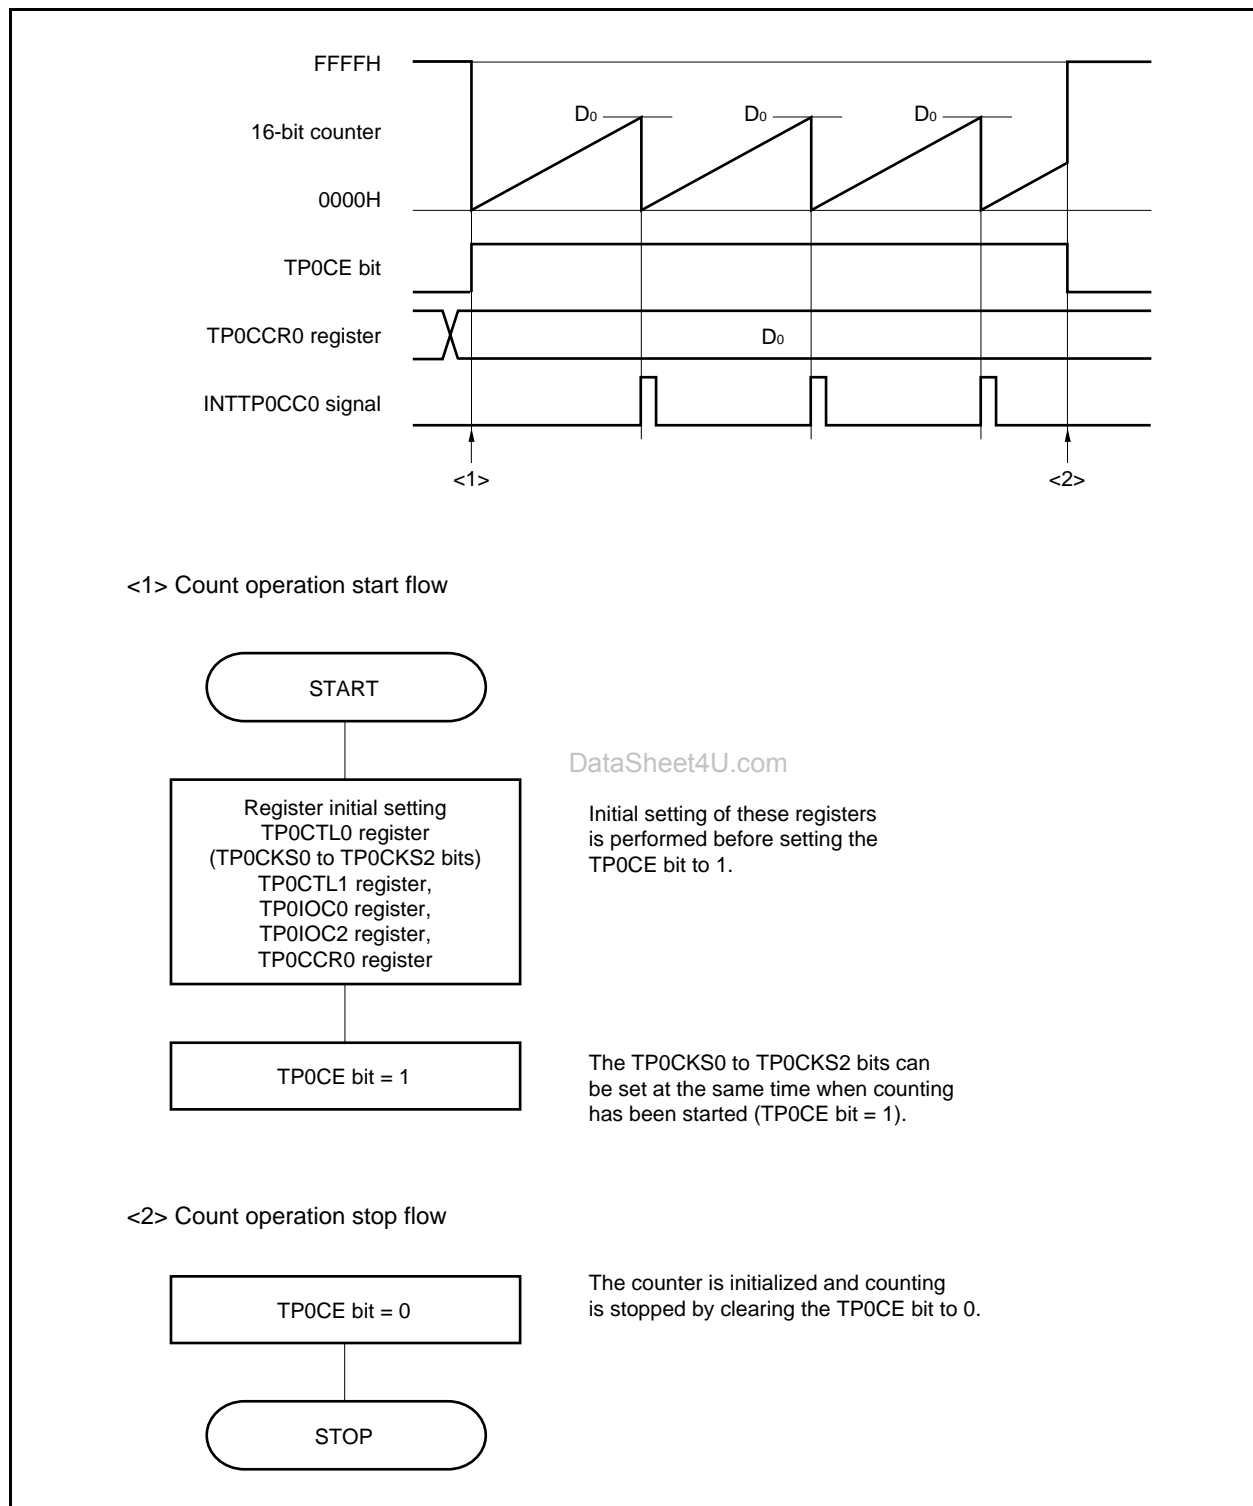 FFFFH
D0 D0 D0
16-bit counter
0000H
TP0CE bit
TP0CCR0 register D0
INTTP0CC0 signal
<1> <2>
<1> Count operation start flow
START
DataSheet4U.com
Register initial setting
TP0CTL0 register
(TP0CKS0 to TP0CKS2 bits)
TP0CTL1 register,
TP0IOC0 register,
TP0IOC2 register,
TP0CCR0 register
Initial setting of these registers
is performed before setting the
TP0CE bit to 1.
TP0CE bit = 1
The TP0CKS0 to TP0CKS2 bits can
be set at the same time when counting
has been started (TP0CE bit = 1).
<2> Count operation stop flow
TP0CE bit = 0
The counter is initialized and counting
is stopped by clearing the TP0CE bit to 0.
STOP